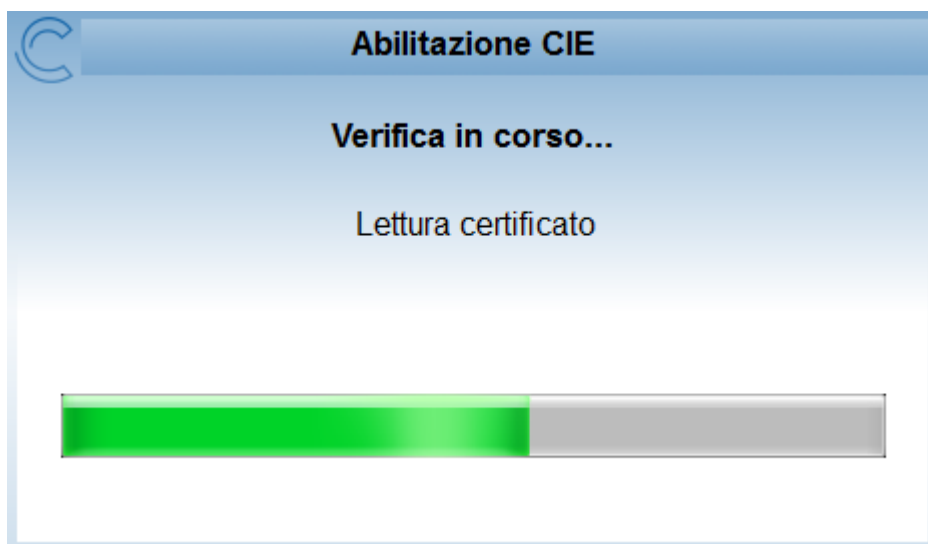 Abilitazione CIE
Verifica in corso...
Lettura certificato